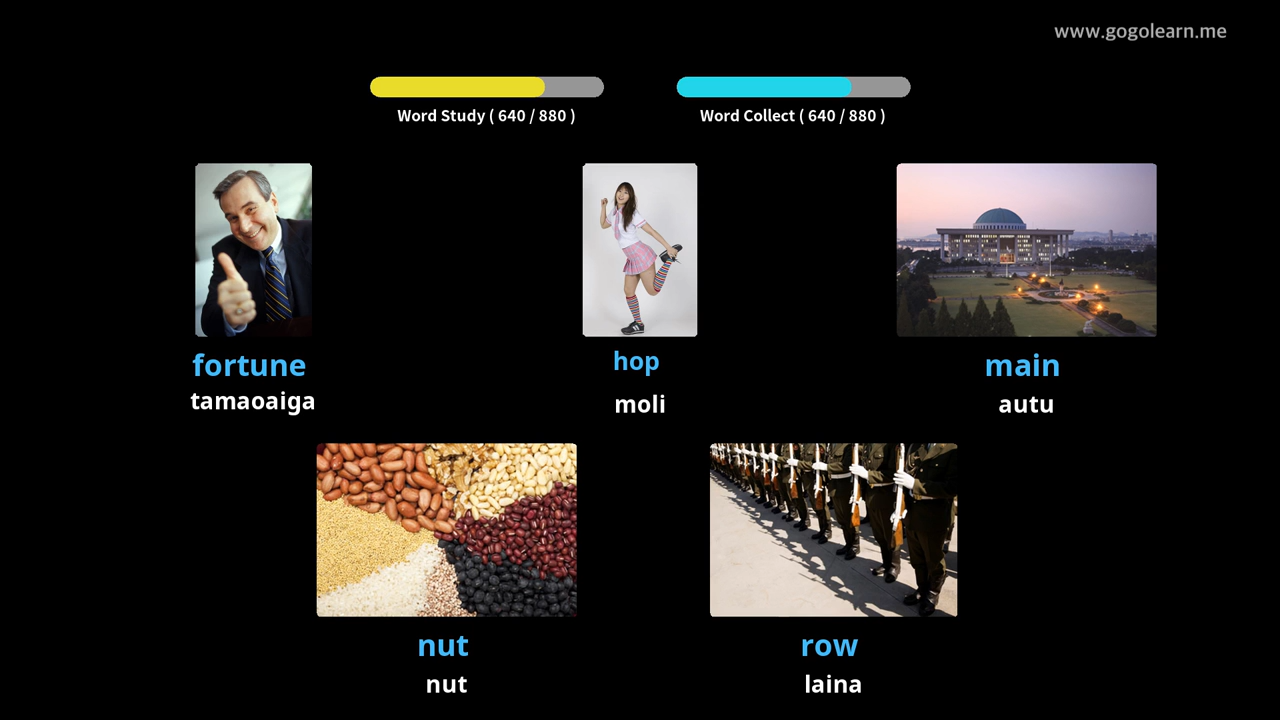 www.gogolearn.me
Word Study ( 640 / 880 )
Word Collect ( 640 / 880 )
fortune
tamaoaiga
hop
moli
main
autu
nut
nut
row
laina